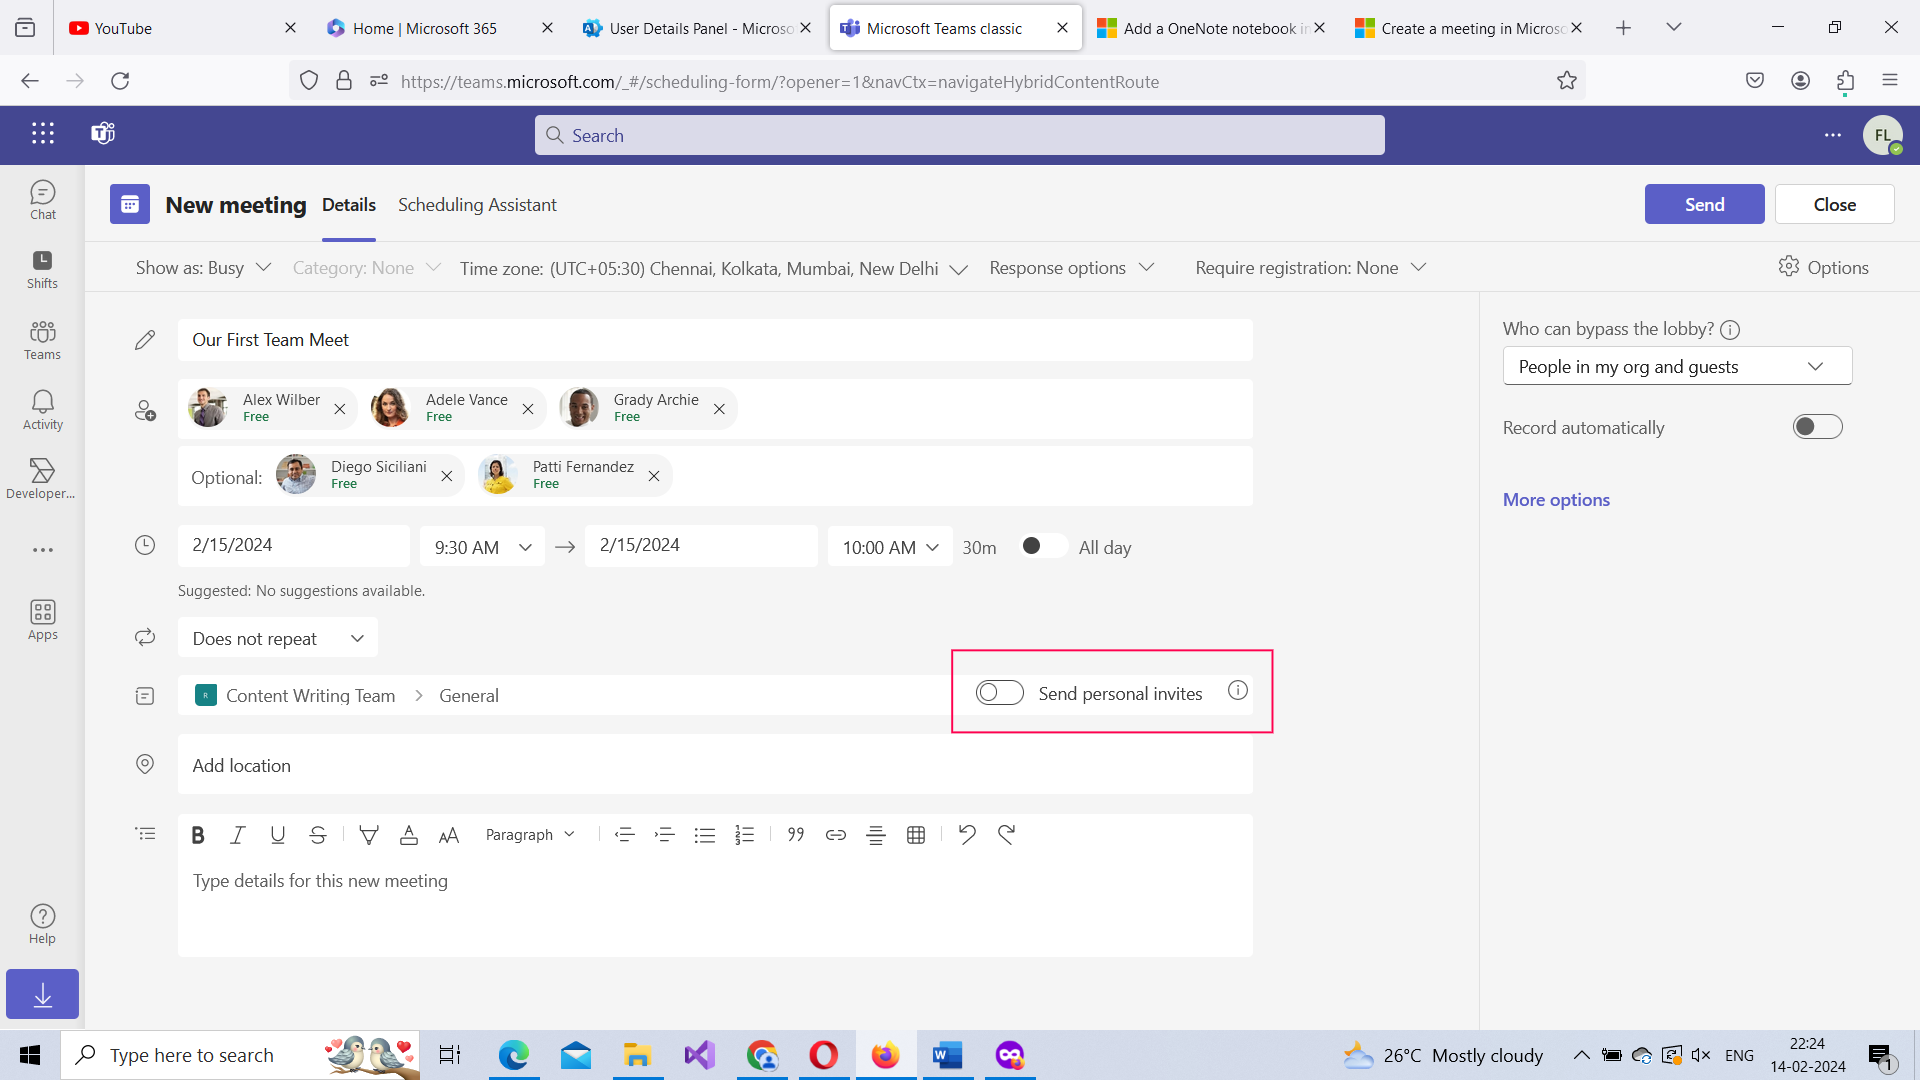 YouTube
Home | Microsoft 365
User Details Panel - Microso
Microsoft Teams classic
Add a OneNote notebook in
Create a meeting in Microso
https://teams.microsoft.com/_#/scheduling-form/?opener=1&navCtx=navigateHybridContentRoute
Search
FL
Chat
Shifts
Teams
Activity
Developer...
Apps
Help
New meeting
Details
Scheduling Assistant
Send
Close
Show as: Busy
Category: None
Time zone: (UTC+05:30) Chennai, Kolkata, Mumbai, New Delhi
Response options
Require registration: None
Options
Our First Team Meet
Alex Wilber
Free
Adele Vance
Free
Grady Archie
Free
Optional:
Diego Siciliani
Free
Patti Fernandez
Free
2/15/2024
9:30 AM
2/15/2024
10:00 AM
30m
All day
Suggested: No suggestions available.
Does not repeat
R
Content Writing Team
General
Send personal invites
Add location
Paragraph
Type details for this new meeting
Who can bypass the lobby?
People in my org and guests
Record automatically
More options
Type here to search
26°C Mostly cloudy
ENG
22:24
14-02-2024
1